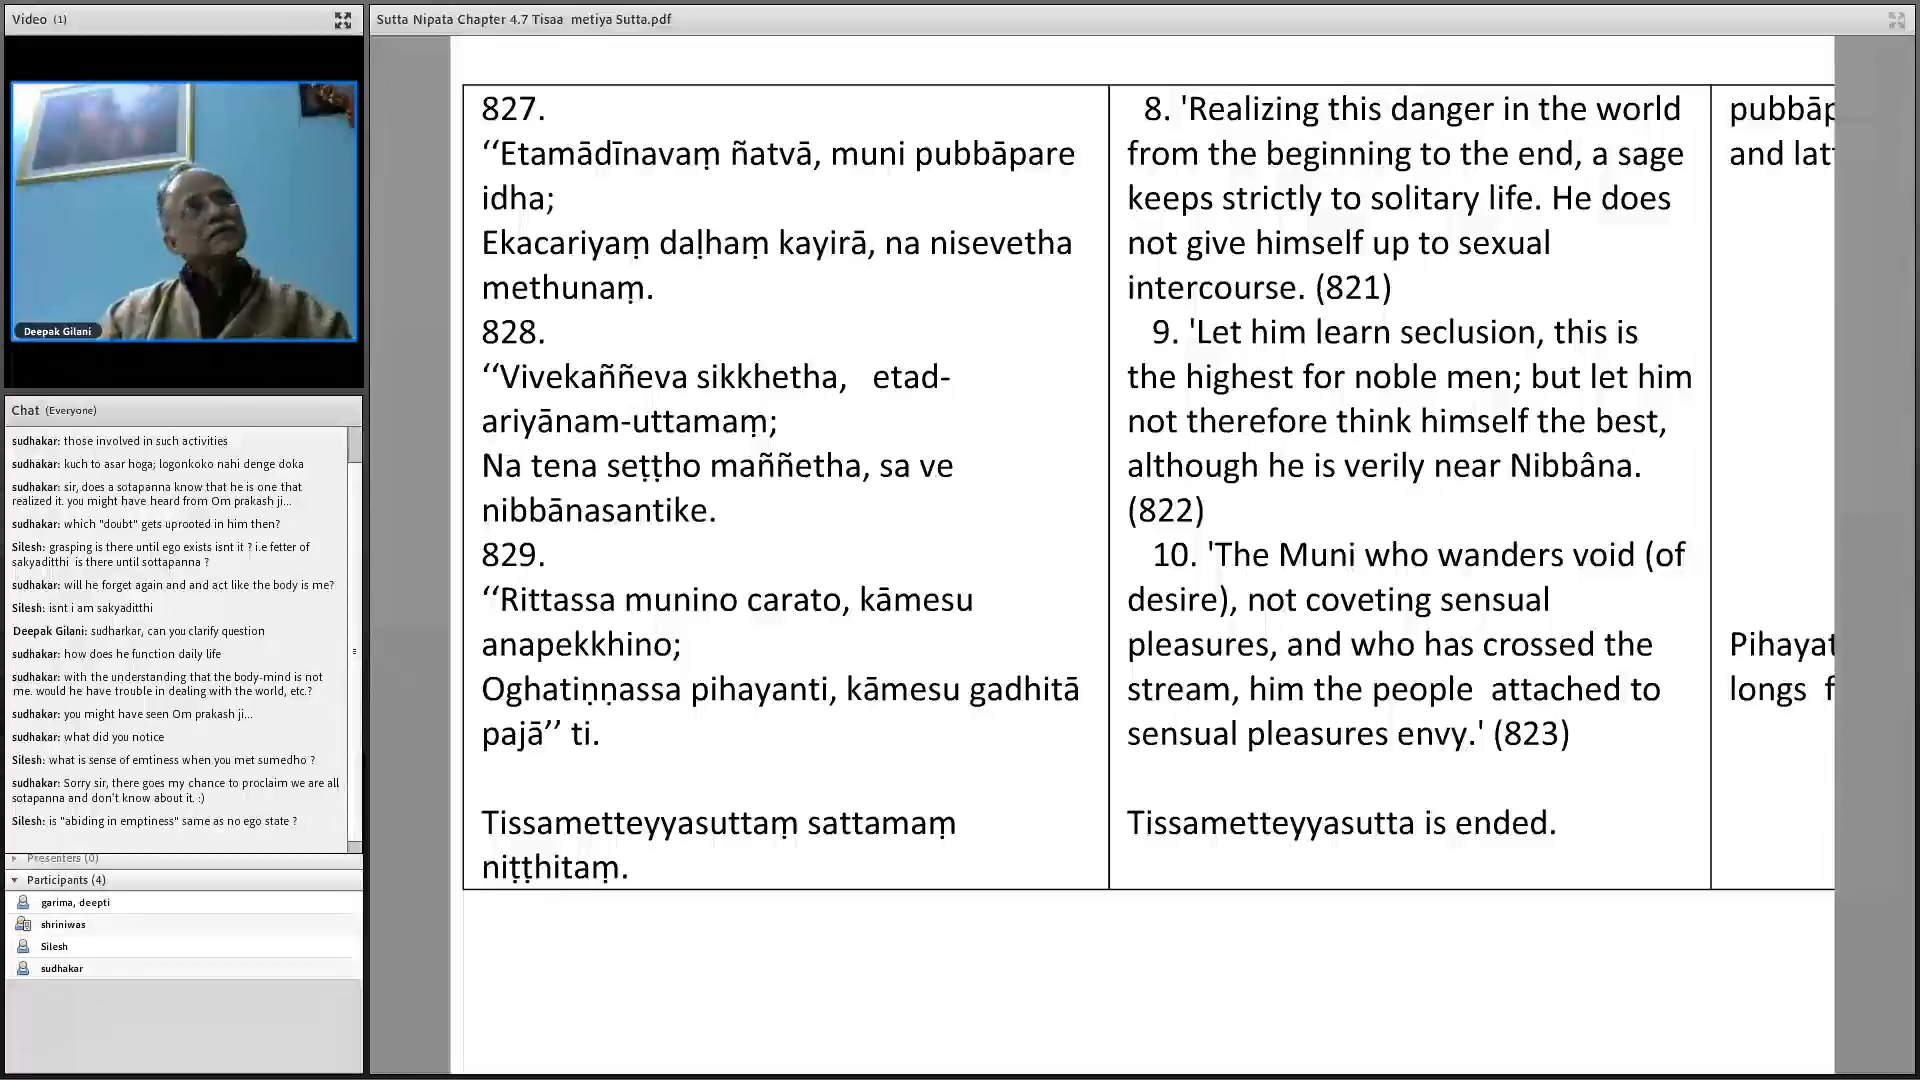 Video (1)
Deepak Gilani
Chat (Everyone)
sudhakar: those involved in such activities
sudhakar: kuch to asar hoga; logonkoko nahi denge doka
sudhakar: sir, does a sotapanna know that he is one that
realized it. you might have heard from Om prakash ji...
sudhakar: which "doubt" gets uprooted in him then?
Silesh: grasping is there until ego exists isnt it ? i.e fetter of
sakyaditthi is there until sottapanna ?
sudhakar: will he forget again and and act like the body is me?
Silesh: isnt i am sakyaditthi
Deepak Gilani: sudharkar, can you clarify question
sudhakar: how does he function daily life
sudhakar: with the understanding that the body-mind is not
me. would he have trouble in dealing with the world, etc.?
sudhakar: you might have seen Om prakash ji...
sudhakar: what did you notice
Silesh: what is sense of emtiness when you met sumedho ?
sudhakar: Sorry sir, there goes my chance to proclaim we are all
sotapanna and don't know about it. :)
Silesh: is "abiding in emptiness" same as no ego state ?
Presenters (0)
Participants (4)
garima, deepti
shriniwas
Silesh
sudhakar
Sutta Nipata Chapter 4.7 Tisaa metiya Sutta.pdf
827.
‘‘Etamādīnavaṃ ñatvā, muni pubbāpare
idha;
Ekacariyaṃ daḷhaṃ kayirā, na nisevetha
methunaṃ.
828.
‘‘Vivekaññeva sikkhetha, etad-
ariyānam-uttamaṃ;
Na tena seṭṭho maññetha, sa ve
nibbānasantike.
829.
‘‘Rittassa munino carato, kāmesu
anapekkhino;
Oghatiṇṇassa pihayanti, kāmesu gadhitā
pajā’’ ti.
Tissametteyyasuttaṃ sattamaṃ
niṭṭhitaṃ.
8. 'Realizing this danger in the world
from the beginning to the end, a sage
keeps strictly to solitary life. He does
not give himself up to sexual
intercourse. (821)
9. 'Let him learn seclusion, this is
the highest for noble men; but let him
not therefore think himself the best,
although he is verily near Nibbâna.
(822)
10. 'The Muni who wanders void (of
desire), not coveting sensual
pleasures, and who has crossed the
stream, him the people attached to
sensual pleasures envy.' (823)
Tissametteyyasutta is ended.
pubbāp
and lat
Pihayat
longs f